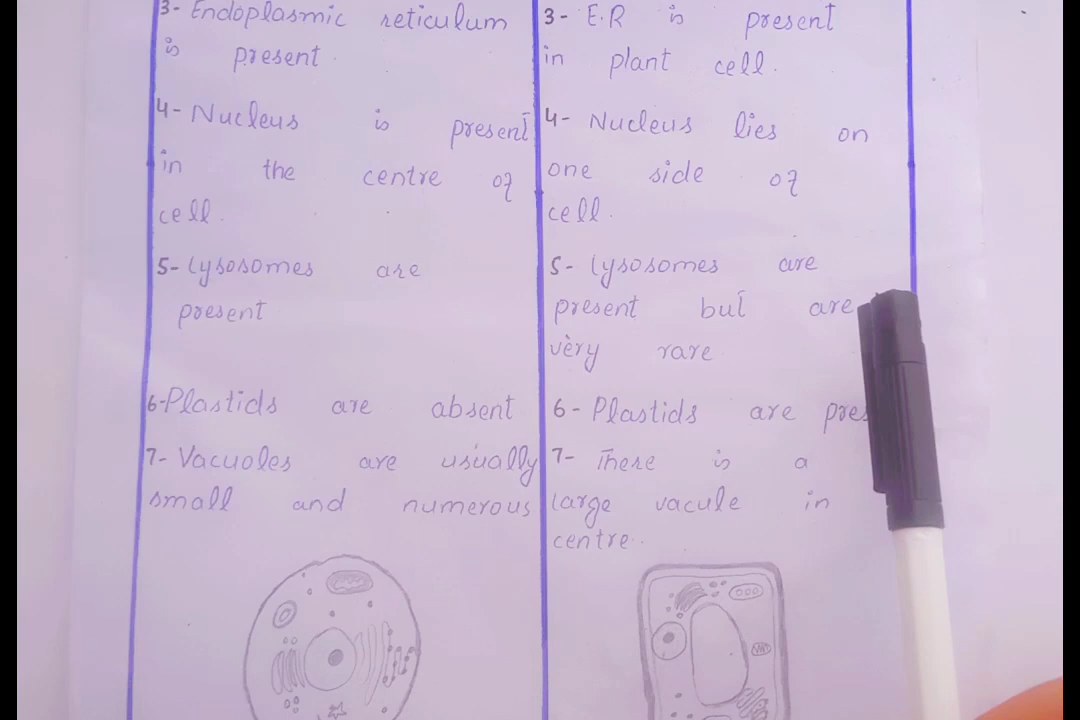 3- Endoplasmic reticulum
is present.
4- Nucleus is present
in the centre of
cell.
5- Lysosomes are
present
6- Plastids are absent
7- Vacuoles are usually
small and numerous
3- E.R is present
in plant cell.
4- Nucleus lies on
one side of
cell.
5- Lysosomes are
present but are
very rare
6- Plastids are
7- There is a
large vacule in
centre.